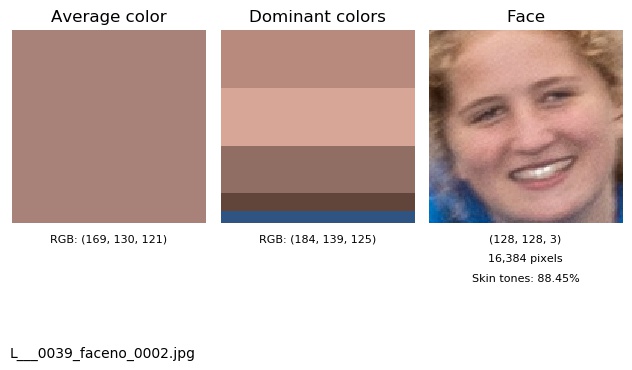 Average color
Dominant colors
Face
RGB: (169, 130, 121)
RGB: (184, 139, 125)
(128, 128, 3)
16,384 pixels
Skin tones: 88.45%
L___0039_faceno_0002.jpg